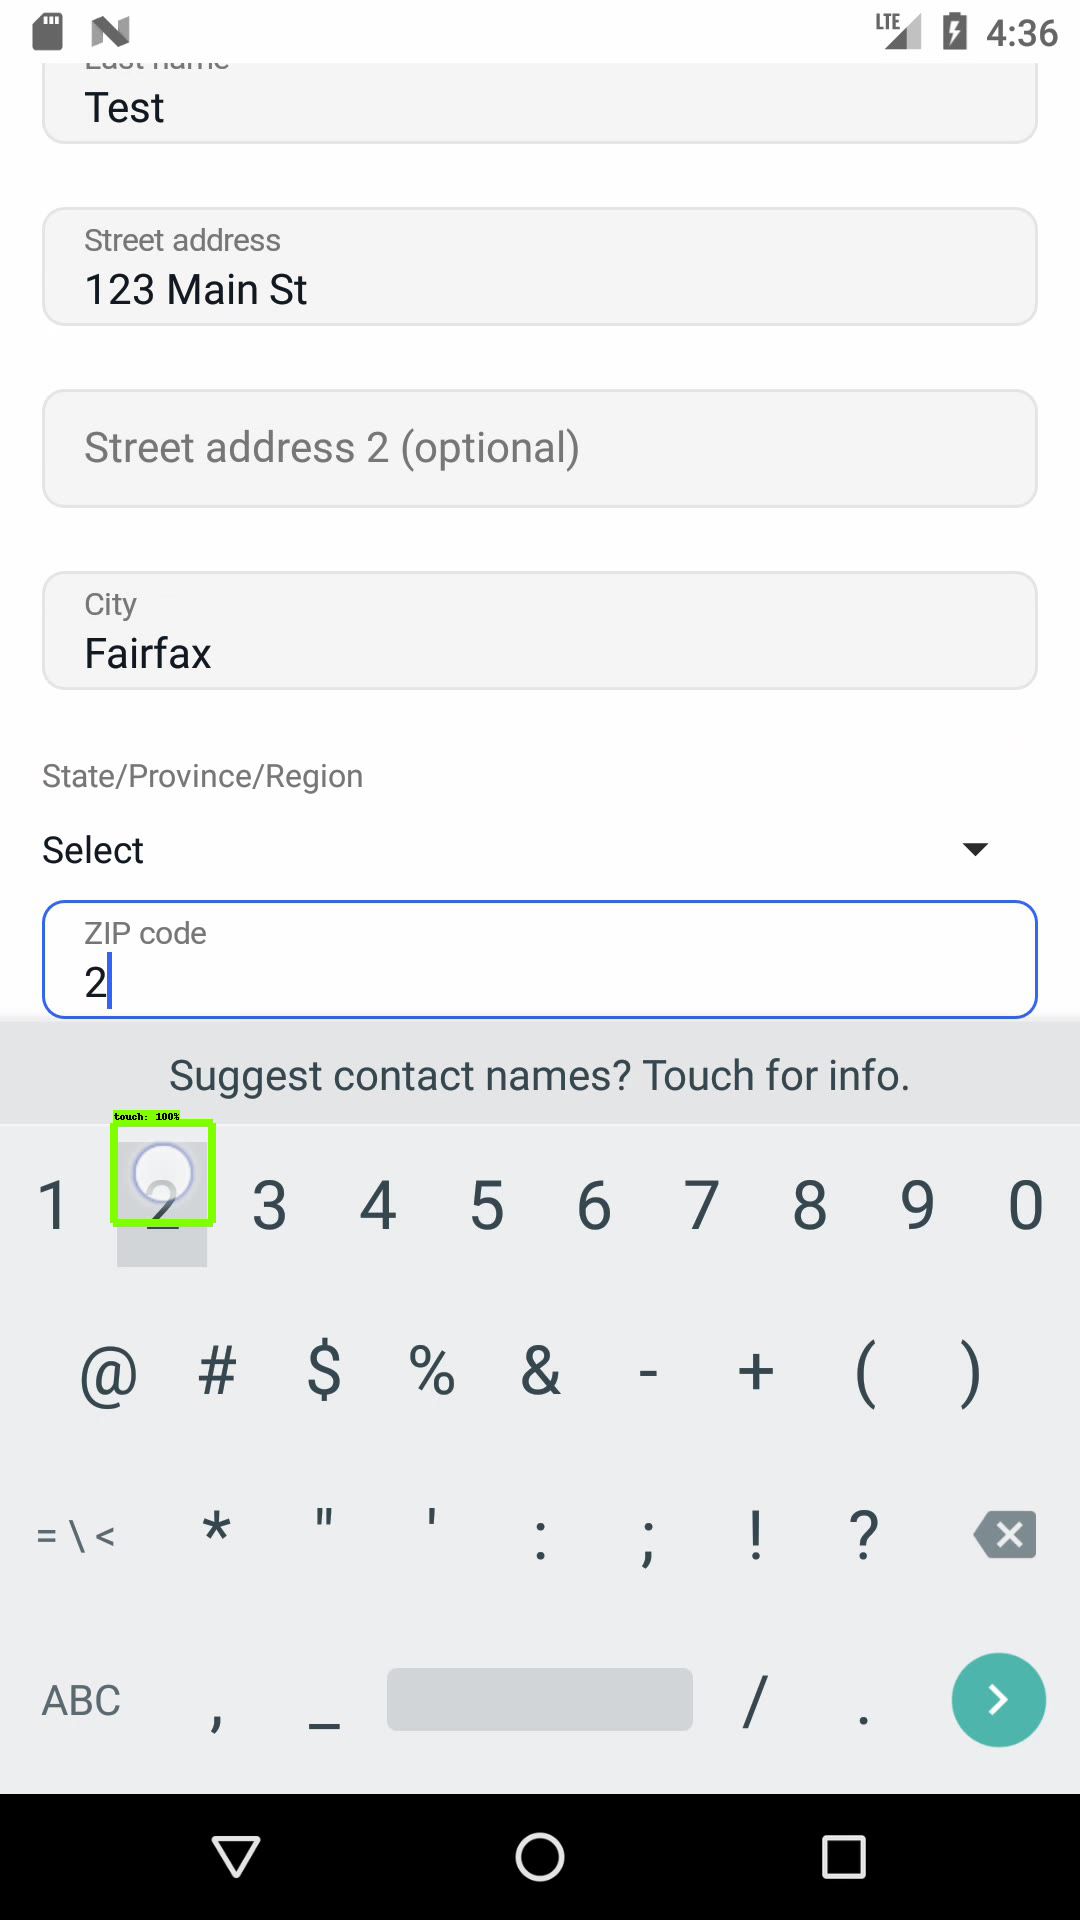 LTE 4:36
Last name
Test
Street address
123 Main St
Street address 2 (optional)
City
Fairfax
State/Province/Region
Select
ZIP code
2
Suggest contact names? Touch for info.
touch: 100%
1 2 3 4 5 6 7 8 9 0
@ # $ % & - + ( )
= \ < * " ' : ; ! ?
ABC , _ / .